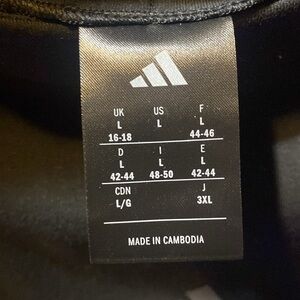 UK US F
L L L
16-18 44-46
D I E
L L L
42-44 48-50 42-44
CDN J
L/G 3XL
MADE IN CAMBODIA